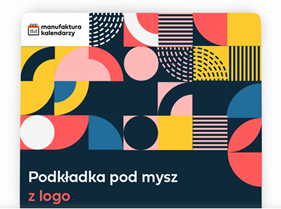 manufaktura
kalendarzy
Podkładka pod mysz
z logo